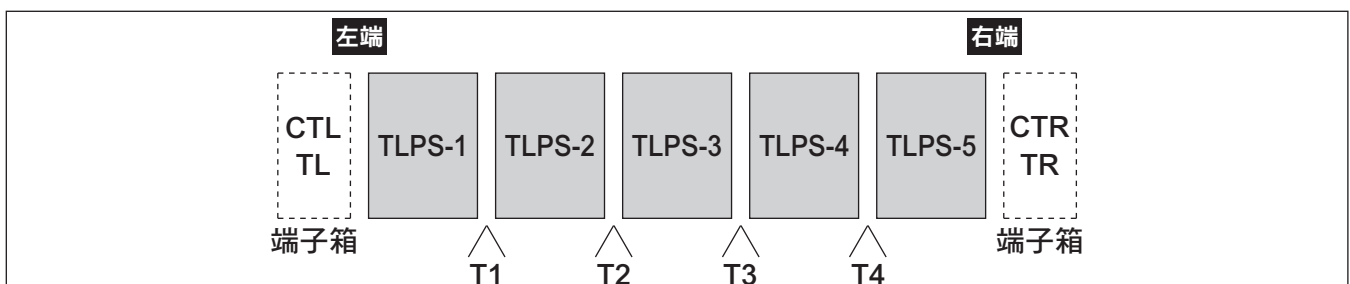 左端
右端
CTL
TL
TLPS-1
TLPS-2
TLPS-3
TLPS-4
TLPS-5
CTR
TR
端子箱
端子箱
T1
T2
T3
T4